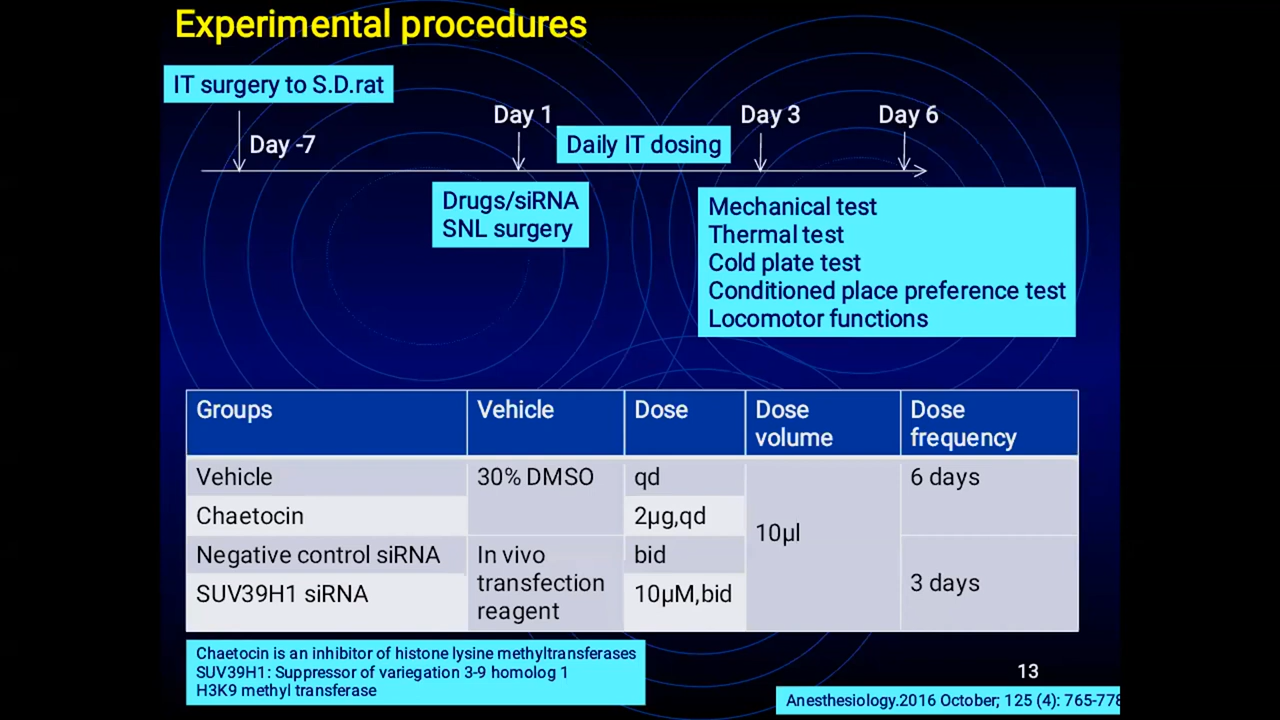 Experimental procedures
IT surgery to S.D.rat
Day -7
Day 1
Daily IT dosing
Day 3
Day 6
Drugs/siRNA
SNL surgery
Mechanical test
Thermal test
Cold plate test
Conditioned place preference test
Locomotor functions
Groups Vehicle Dose Dose volume Dose frequency
Vehicle 30% DMSO qd 10µl 6 days
Chaetocin 2µg,qd
Negative control siRNA In vivo transfection reagent bid 3 days
SUV39H1 siRNA 10µM,bid
Chaetocin is an inhibitor of histone lysine methyltransferases
SUV39H1: Suppressor of variegation 3-9 homolog 1
H3K9 methyl transferase
13
Anesthesiology.2016 October; 125 (4): 765-778